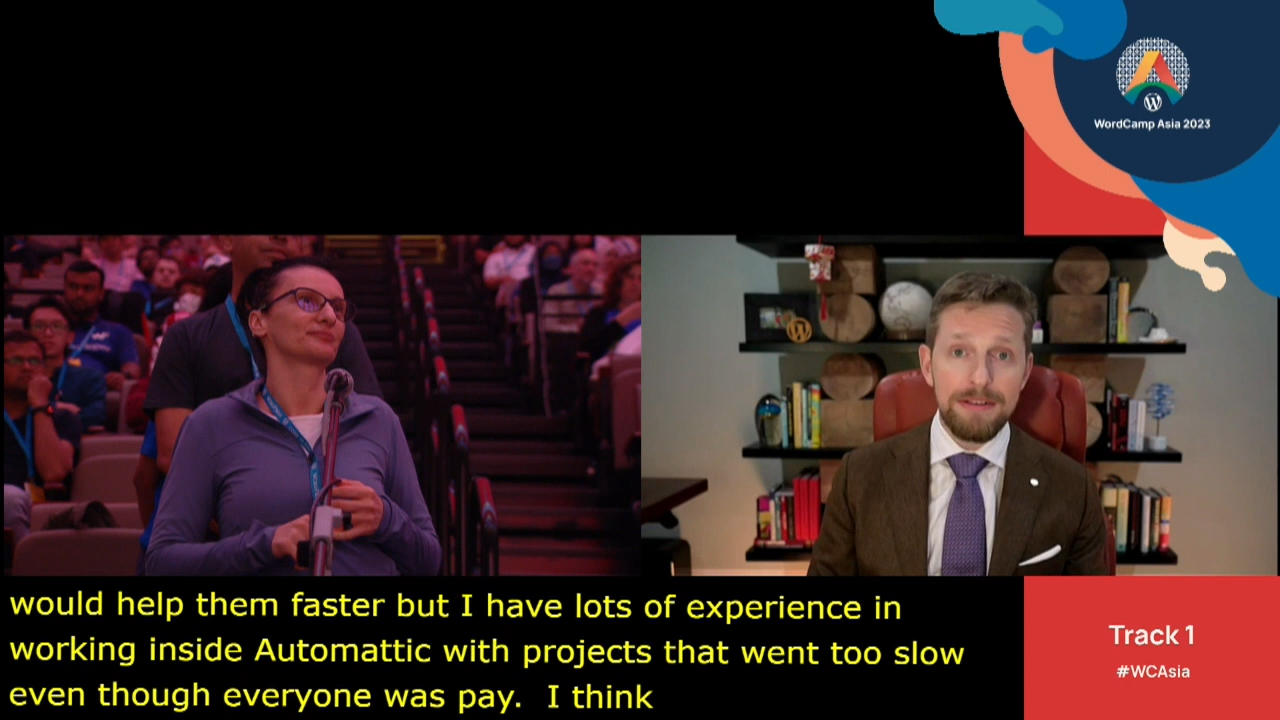 WordCamp Asia 2023
would help them faster but I have lots of experience in
working inside Automattic with projects that went too slow
even though everyone was pay.  I think
Track 1
#WCAsia